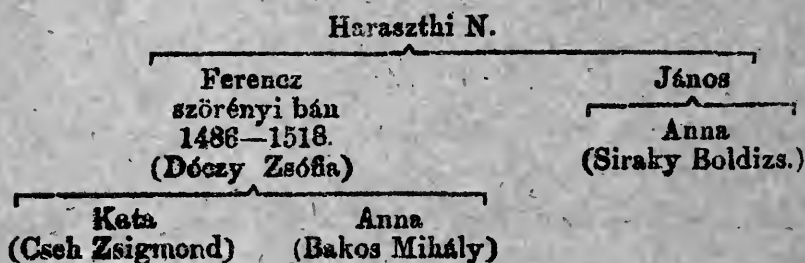 Haraszthi N.
Ferencz János
szörényi bán Anna
1486—1518. (Siraky Boldizs.)
(Dóczy Zsófia)
Kata Anna
(Cseh Zsigmond) (Bakos Mihály)